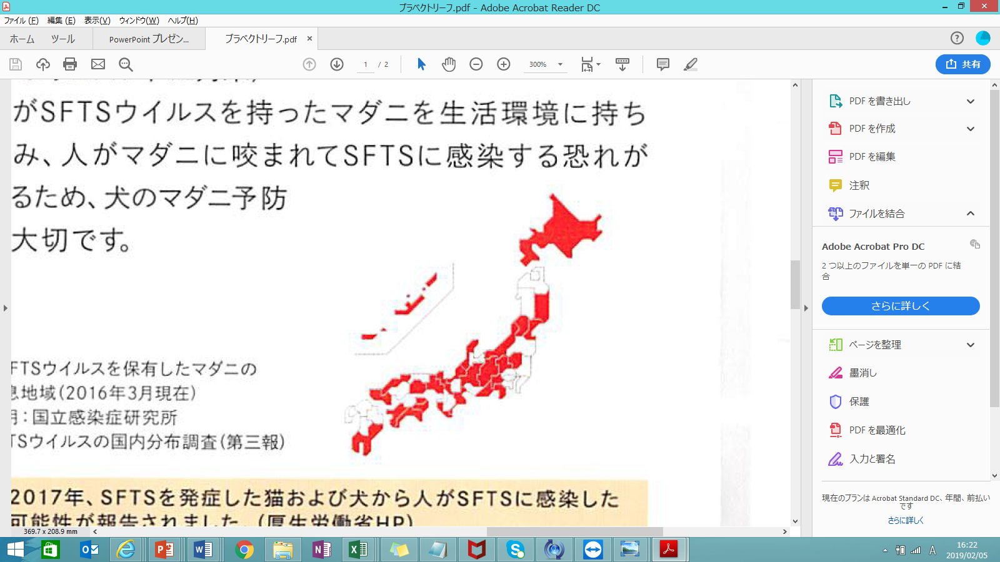 ブラベクトリーフ.pdf - Adobe Acrobat Reader DC
ファイル (F) 編集 (E) 表示(V) ウィンドウ(W) ヘルプ(H)
ホーム ツール PowerPoint プレゼン... ブラベクトリーフ.pdf ×
1 / 2 300% 共有
がSFTSウイルスを持ったマダニを生活環境に持ち
み、人がマダニに咬まれてSFTSに感染する恐れが
るため、犬のマダニ予防
大切です。
FTSウイルスを保有したマダニの
息地域(2016年3月現在)
：国立感染症研究所
TSウイルスの国内分布調査(第三報)
2017年、SFTSを発症した猫および犬から人がSFTSに感染した
可能性が報告されました。(厚生労働省HP)
369.7 x 208.9 mm
PDF を書き出し
PDF を作成
PDF を編集
注釈
ファイルを結合
Adobe Acrobat Pro DC
2 つ以上のファイルを単一の PDF に結
合
さらに詳しく
ページを整理
墨消し
保護
PDF を最適化
入力と署名
現在のプランは Acrobat Standard DC、年間、前払い
です
さらに詳しく
A 16:22
2019/02/05